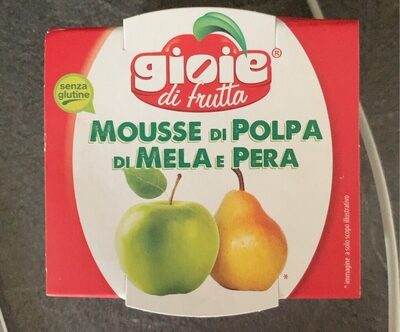 gioie®
di frutta
senza
glutine
MOUSSE DI POLPA
DI MELA E PERA
*
* immagine a solo scopo illustrativo